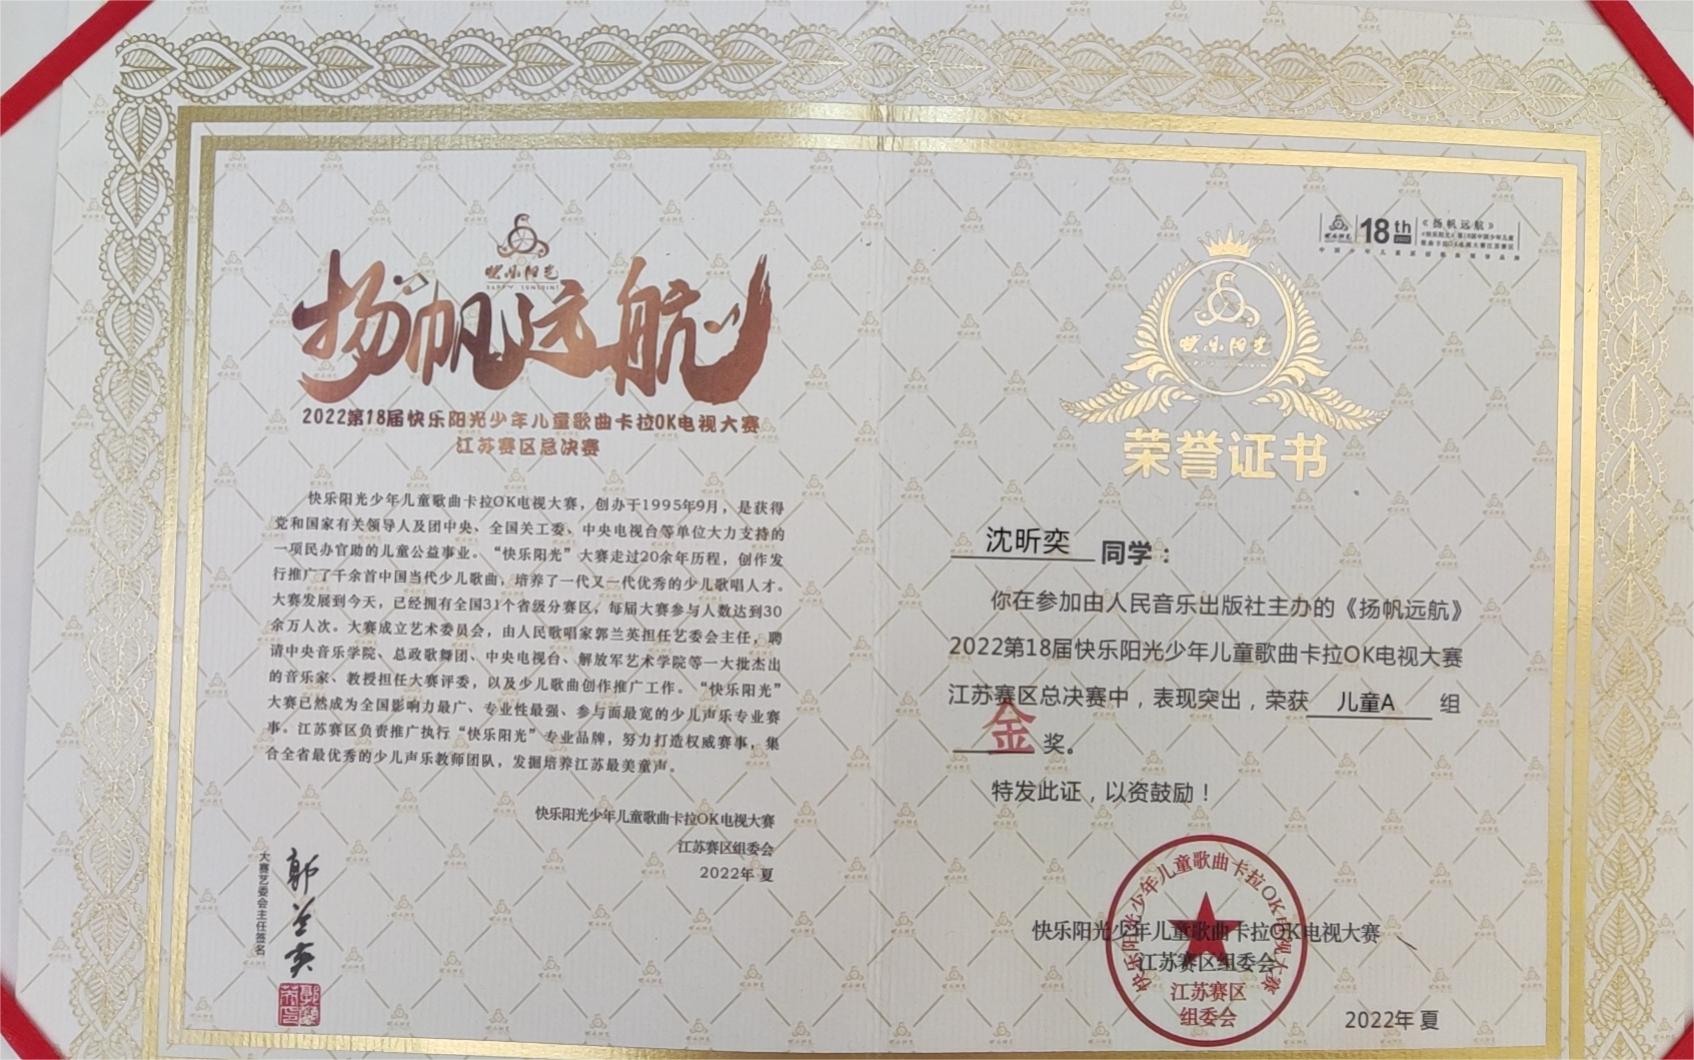 快乐阳光
HAPPY SUNSHINE
扬帆远航
2022第18届快乐阳光少年儿童歌曲卡拉OK电视大赛
江苏赛区总决赛
快乐阳光少年儿童歌曲卡拉OK电视大赛，创办于1995年9月，是获得
党和国家有关领导人及团中央、全国关工委、中央电视台等单位大力支持的
一项民办官助的儿童公益事业。“快乐阳光”大赛走过20余年历程，创作发
行推广了千余首中国当代少儿歌曲，培养了一代又一代优秀的少儿歌唱人才。
大赛发展到今天，已经拥有全国31个省级分赛区，每届大赛参与人数达到30
余万人次。大赛成立艺术委员会，由人民歌唱家郭兰英担任艺委会主任，聘
请中央音乐学院、总政歌舞团、中央电视台、解放军艺术学院等一大批杰出
的音乐家、教授担任大赛评委，以及少儿歌曲创作推广工作。“快乐阳光”
大赛已然成为全国影响力最广、专业性最强、参与面最宽的少儿声乐专业赛
事。江苏赛区负责推广执行“快乐阳光”专业品牌，努力打造权威赛事，集
合全省最优秀的少儿声乐教师团队，发掘培养江苏最美童声。
快乐阳光少年儿童歌曲卡拉OK电视大赛
江苏赛区组委会
2022年 夏
大赛艺委会主任签名
郭兰英
18th
《扬帆远航》
快乐阳光
荣誉证书
沈昕奕 同学：
你在参加由人民音乐出版社主办的《扬帆远航》
2022第18届快乐阳光少年儿童歌曲卡拉OK电视大赛
江苏赛区总决赛中，表现突出，荣获 儿童A 组
金 奖。
特发此证，以资鼓励！
快乐阳光少年儿童歌曲卡拉OK电视大赛
江苏赛区组委会
2022年 夏
快乐阳光少年儿童歌曲卡拉OK电视大赛
江苏赛区
组委会